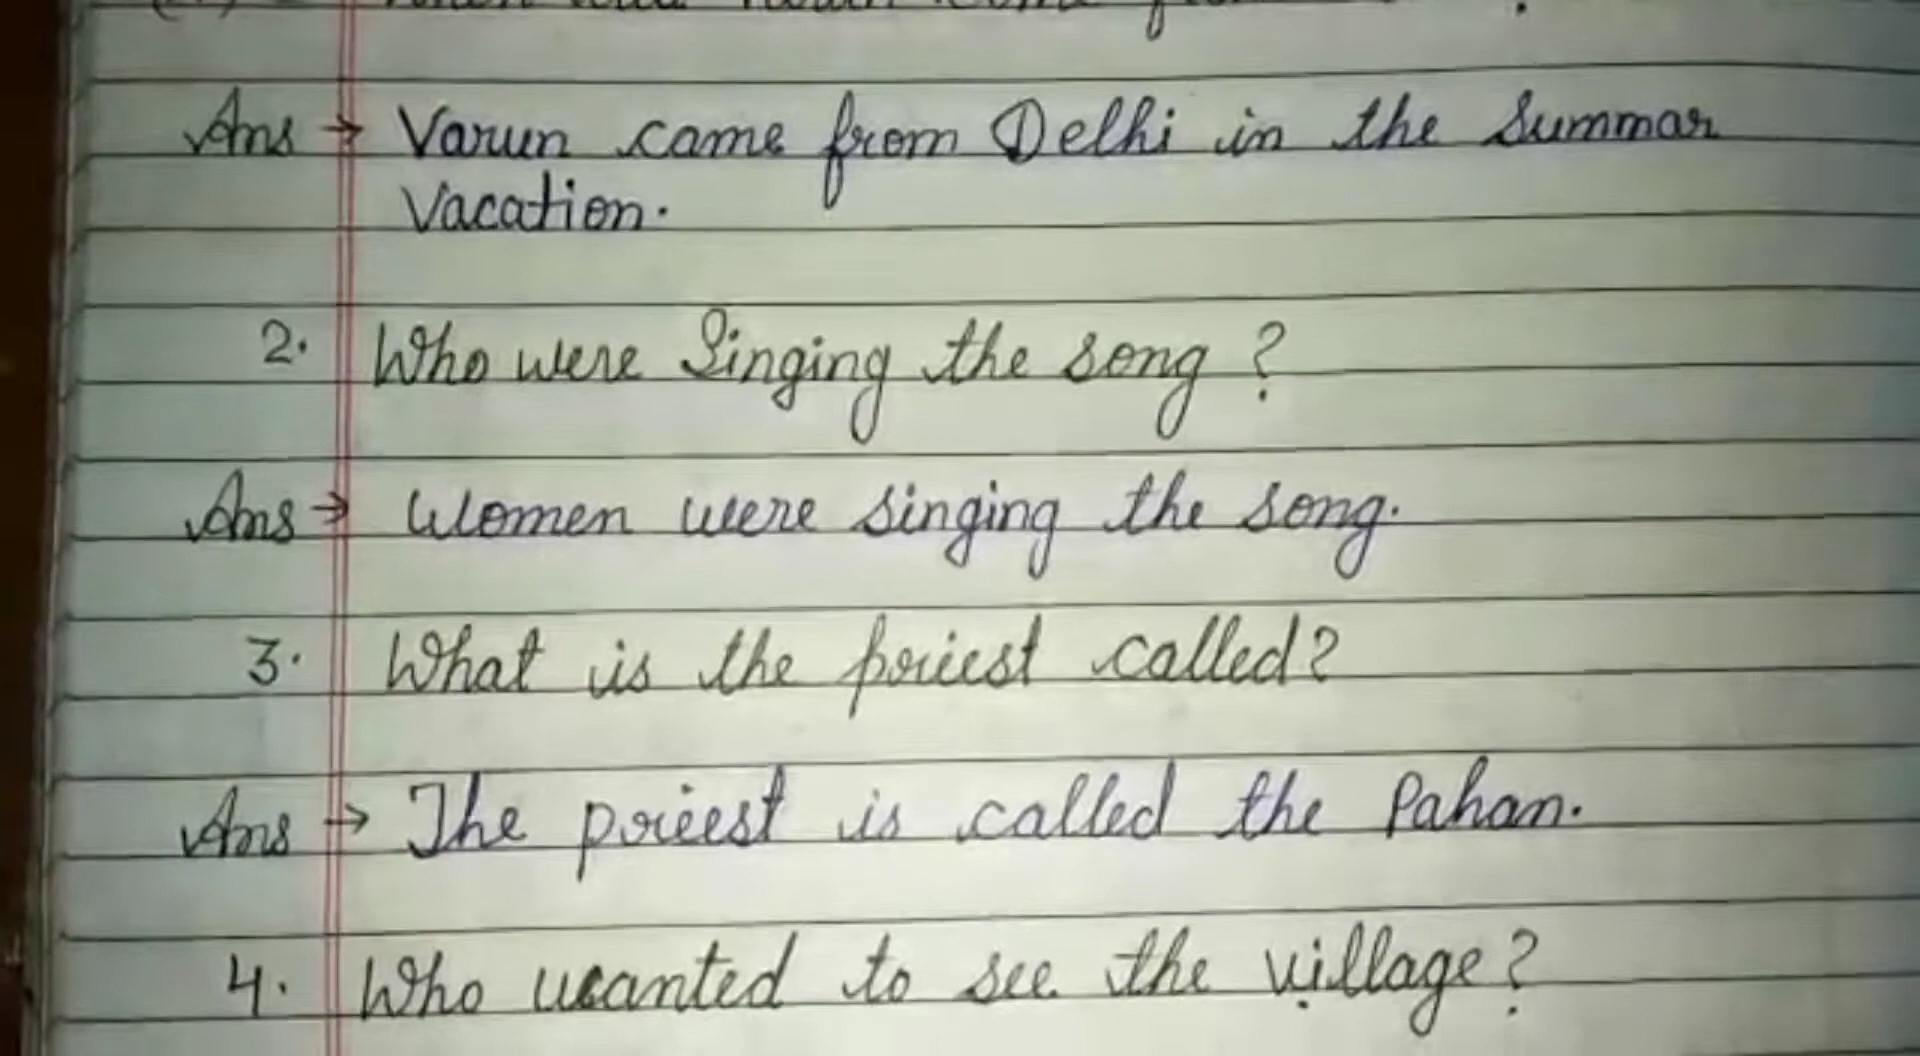 Ans → Varun came from Delhi in the Summar
Vacation.
2. Who were Singing the song ?
Ans → Women were singing the song.
3. What is the priest called?
Ans → The prieest is called the Pahan.
4. Who wanted to see the village?